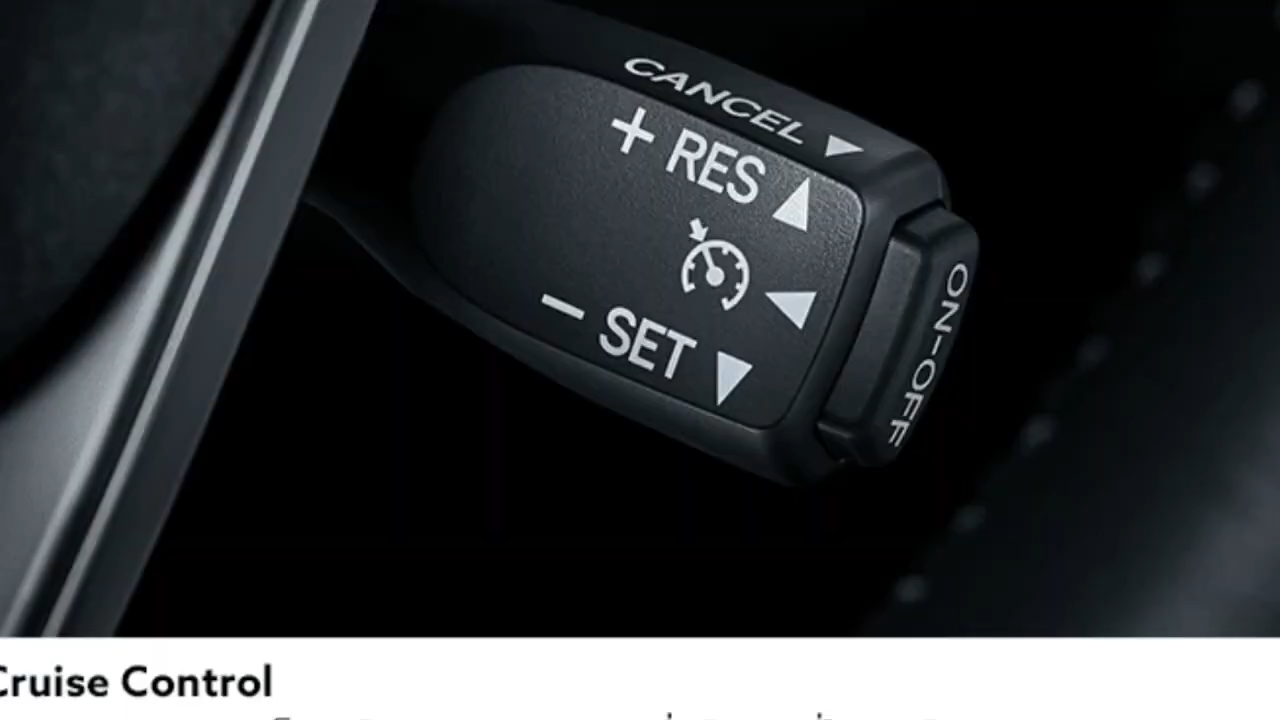 CANCEL
+ RES
— SET
ON-OFF
Cruise Control